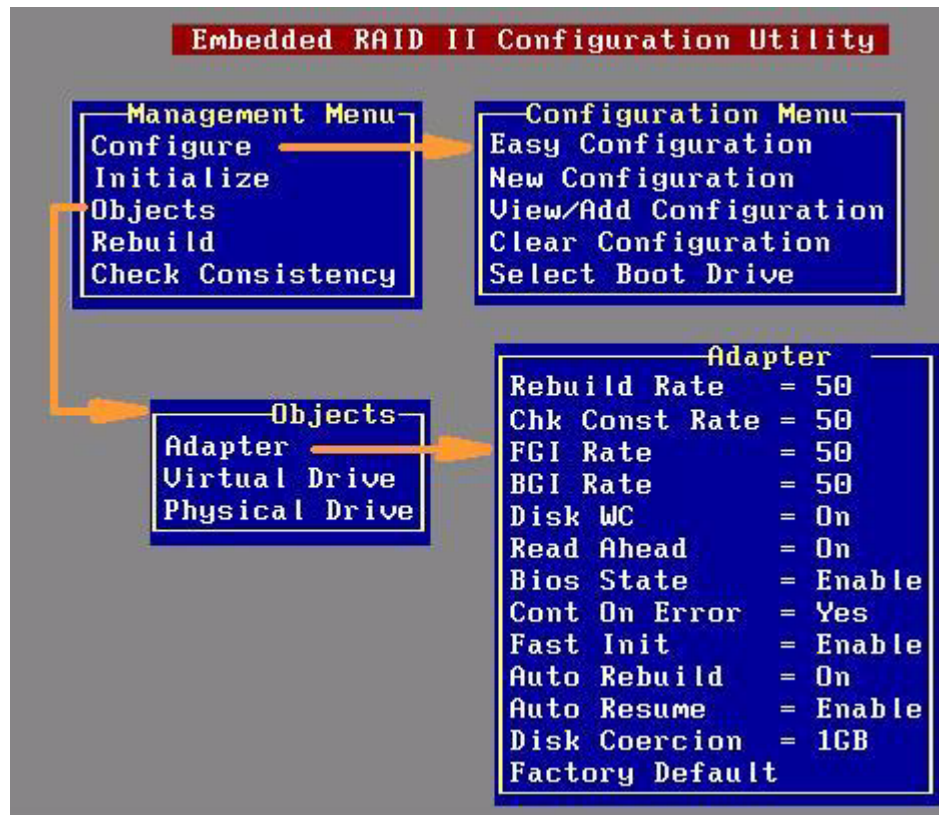 Embedded RAID II Configuration Utility
Management Menu
Configure
Initialize
Objects
Rebuild
Check Consistency
Configuration Menu
Easy Configuration
New Configuration
View/Add Configuration
Clear Configuration
Select Boot Drive
Objects
Adapter
Virtual Drive
Physical Drive
Adapter
Rebuild Rate = 50
Chk Const Rate = 50
FGI Rate = 50
BGI Rate = 50
Disk WC = On
Read Ahead = On
Bios State = Enable
Cont On Error = Yes
Fast Init = Enable
Auto Rebuild = On
Auto Resume = Enable
Disk Coercion = 1GB
Factory Default